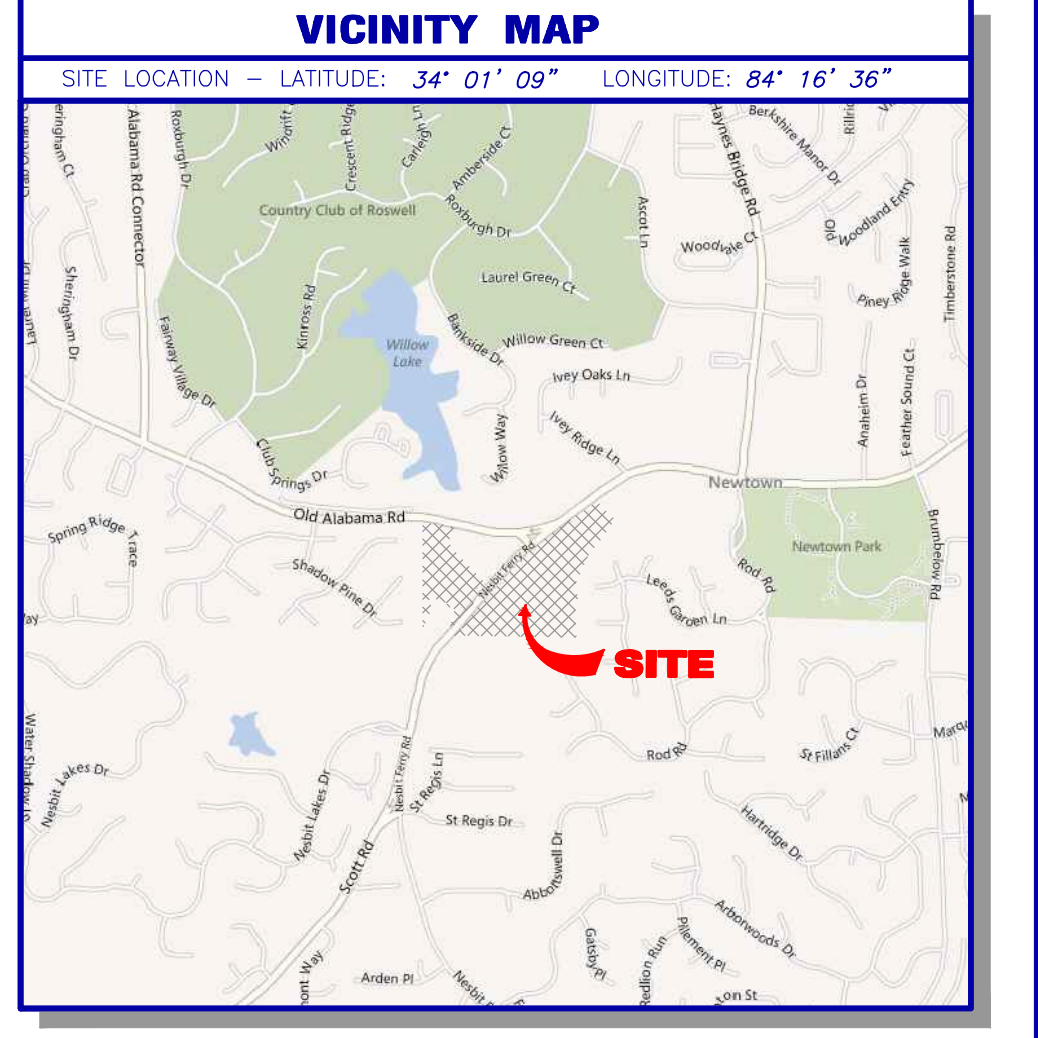 VICINITY MAP
SITE LOCATION – LATITUDE: 34° 01' 09" LONGITUDE: 84° 16' 36"
Alabama Rd Connector
Roxburgh Dr
Crescent Ridge
Carleigh Ln
Amberside Ct
Haynes Bridge Rd
Berkshire Manor Dr
Country Club of Roswell
Roxburgh Dr
Ascot Ln
Woodvale Ct
Old
Woodland Entry
Timberstone Rd
Piney Ridge Walk
Sheringham Dr
Laurel Green Ct
Kinross Rd
Fairway Village Dr
Willow
Lake
Bankside Dr
Willow Green Ct
Ivey Oaks Ln
Anaheim Dr
Feather Sound Ct
Ivey Ridge Ln
Willow Way
Club Springs Dr
Newtown
Old Alabama Rd
Spring Ridge Trace
Nesbit Ferry Rd
Newtown Park
Brumbelow Rd
Shadow Pine Dr
Rod Rd
Leeds Garden Ln
SITE
Water Shadow Ln
Nesbit Lakes Dr
Nesbit Ferry Rd
St Regis Ln
Rod Rd
St Fillans Ct
Nesbit Lakes Dr
St Regis Dr
Hartridge Dr
Scott Rd
Abbottswell Dr
Arborwoods Dr
Gatsby Pl
Pillement Pl
Redlion Run
Arden Pl
Nesbit